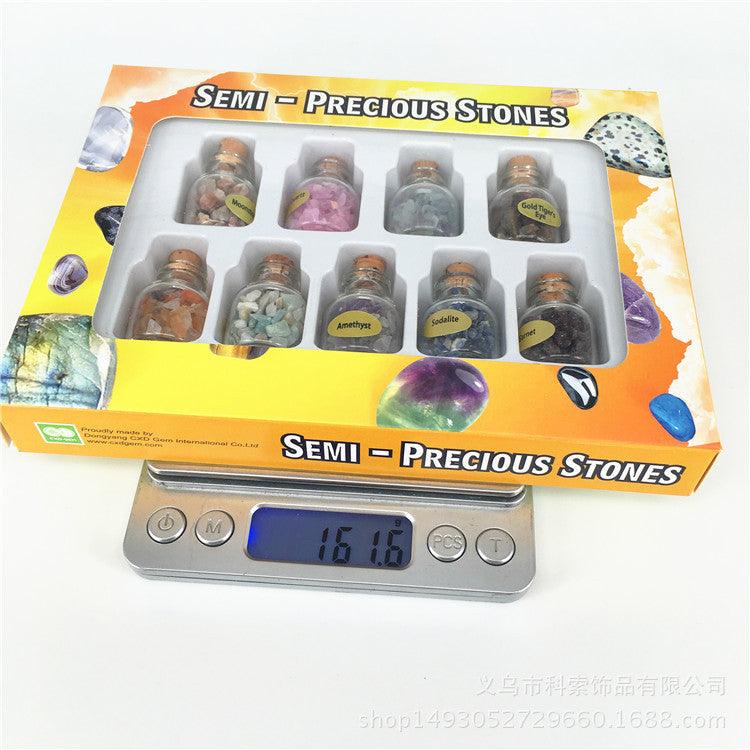 SEMI - PRECIOUS STONES
Gold Tiger's
Eye
Amethyst
Sodalite
CXD GEM
Proudly made by
Dongyang CXD Gem International Co.Ltd
www.cxdgem.com
SEMI - PRECIOUS STONES
M
161.6
g
PCS
T
义乌市科索饰品有限公司
shop1493052729660.1688.com